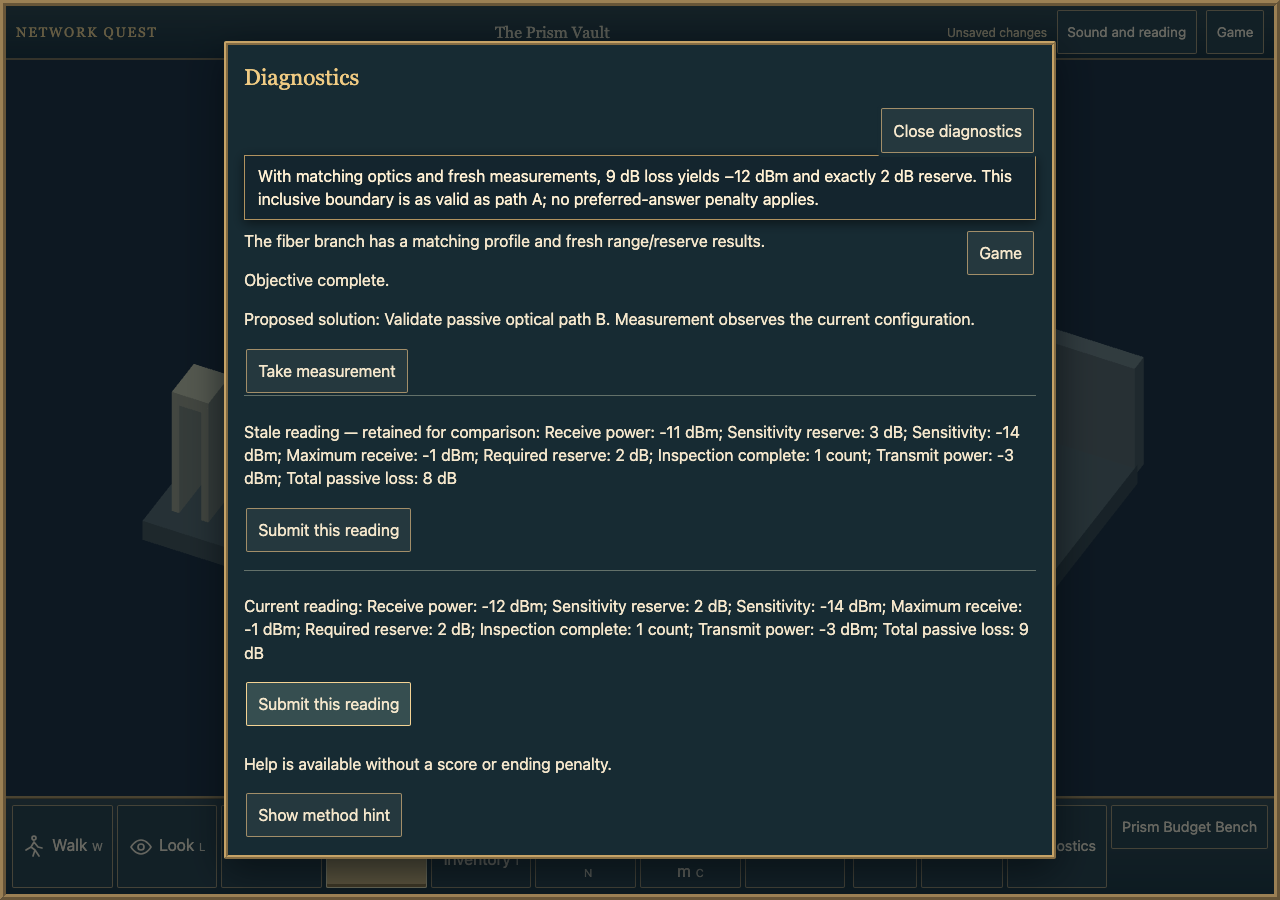 NETWORK QUEST
The Prism Vault
Unsaved changes
Sound and reading
Game
Diagnostics
Close diagnostics
With matching optics and fresh measurements, 9 dB loss yields −12 dBm and exactly 2 dB reserve. This
inclusive boundary is as valid as path A; no preferred-answer penalty applies.
The fiber branch has a matching profile and fresh range/reserve results.
Game
Objective complete.
Proposed solution: Validate passive optical path B. Measurement observes the current configuration.
Take measurement
Stale reading — retained for comparison: Receive power: -11 dBm; Sensitivity reserve: 3 dB; Sensitivity: -14
dBm; Maximum receive: -1 dBm; Required reserve: 2 dB; Inspection complete: 1 count; Transmit power: -3
dBm; Total passive loss: 8 dB
Submit this reading
Current reading: Receive power: -12 dBm; Sensitivity reserve: 2 dB; Sensitivity: -14 dBm; Maximum receive:
-1 dBm; Required reserve: 2 dB; Inspection complete: 1 count; Transmit power: -3 dBm; Total passive loss: 9
dB
Submit this reading
Help is available without a score or ending penalty.
Show method hint
Walk W
Look L
Inventory I
N
m C
ostics
Prism Budget Bench